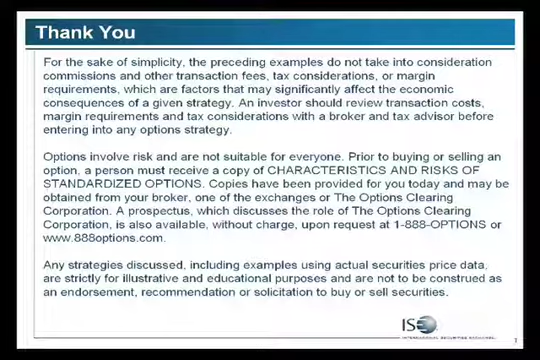 Thank You
For the sake of simplicity, the preceding examples do not take into consideration
commissions and other transaction fees, tax considerations, or margin
requirements, which are factors that may significantly affect the economic
consequences of a given strategy. An investor should review transaction costs,
margin requirements and tax considerations with a broker and tax advisor before
entering into any options strategy.
Options involve risk and are not suitable for everyone. Prior to buying or selling an
option, a person must receive a copy of CHARACTERISTICS AND RISKS OF
STANDARDIZED OPTIONS. Copies have been provided for you today and may be
obtained from your broker, one of the exchanges or The Options Clearing
Corporation. A prospectus, which discusses the role of The Options Clearing
Corporation, is also available, without charge, upon request at 1-888-OPTIONS or
www.888options.com.
Any strategies discussed, including examples using actual securities price data,
are strictly for illustrative and educational purposes and are not to be construed as
an endorsement, recommendation or solicitation to buy or sell securities.
ISE
INTERNATIONAL SECURITIES EXCHANGE